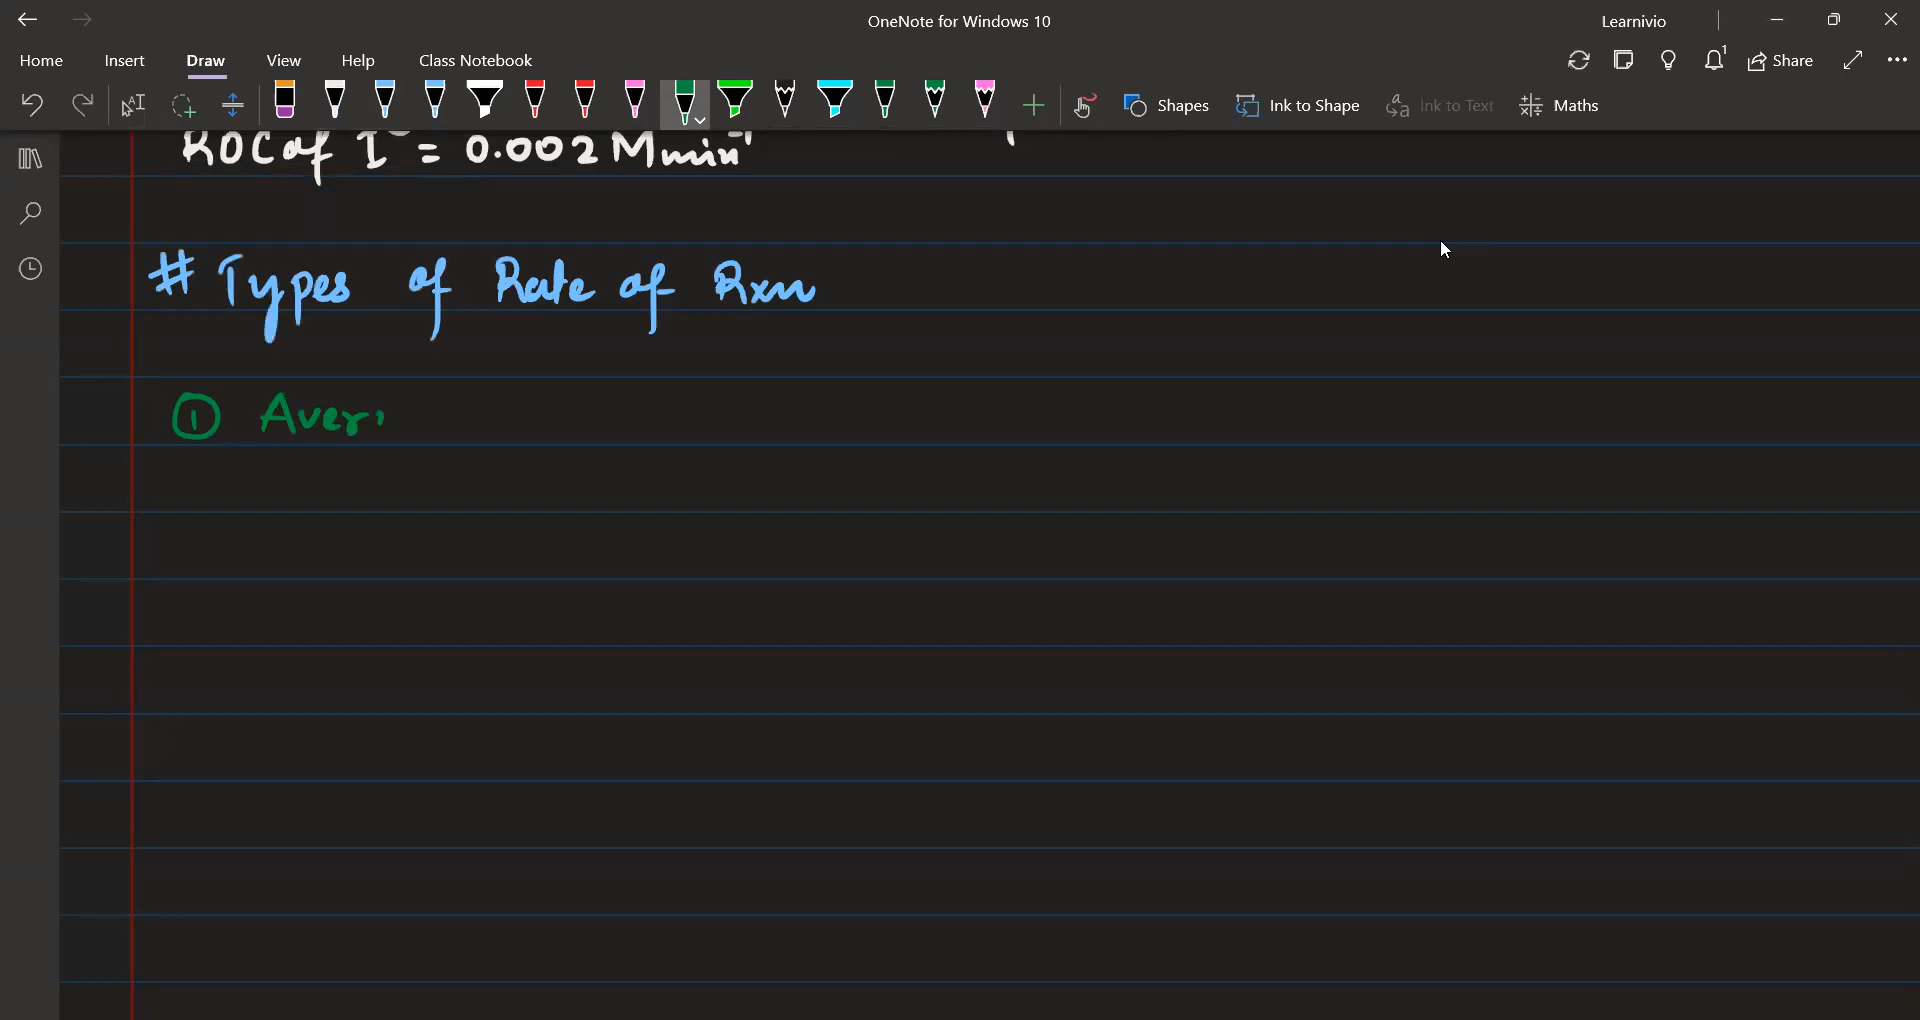 OneNote for Windows 10
Learnivio
Home Insert Draw View Help Class Notebook
1
Share
Shapes Ink to Shape Ink to Text Maths
ROC of I⁻ = 0.002 M min⁻¹
# Types of Rate of Rxn
① Aver